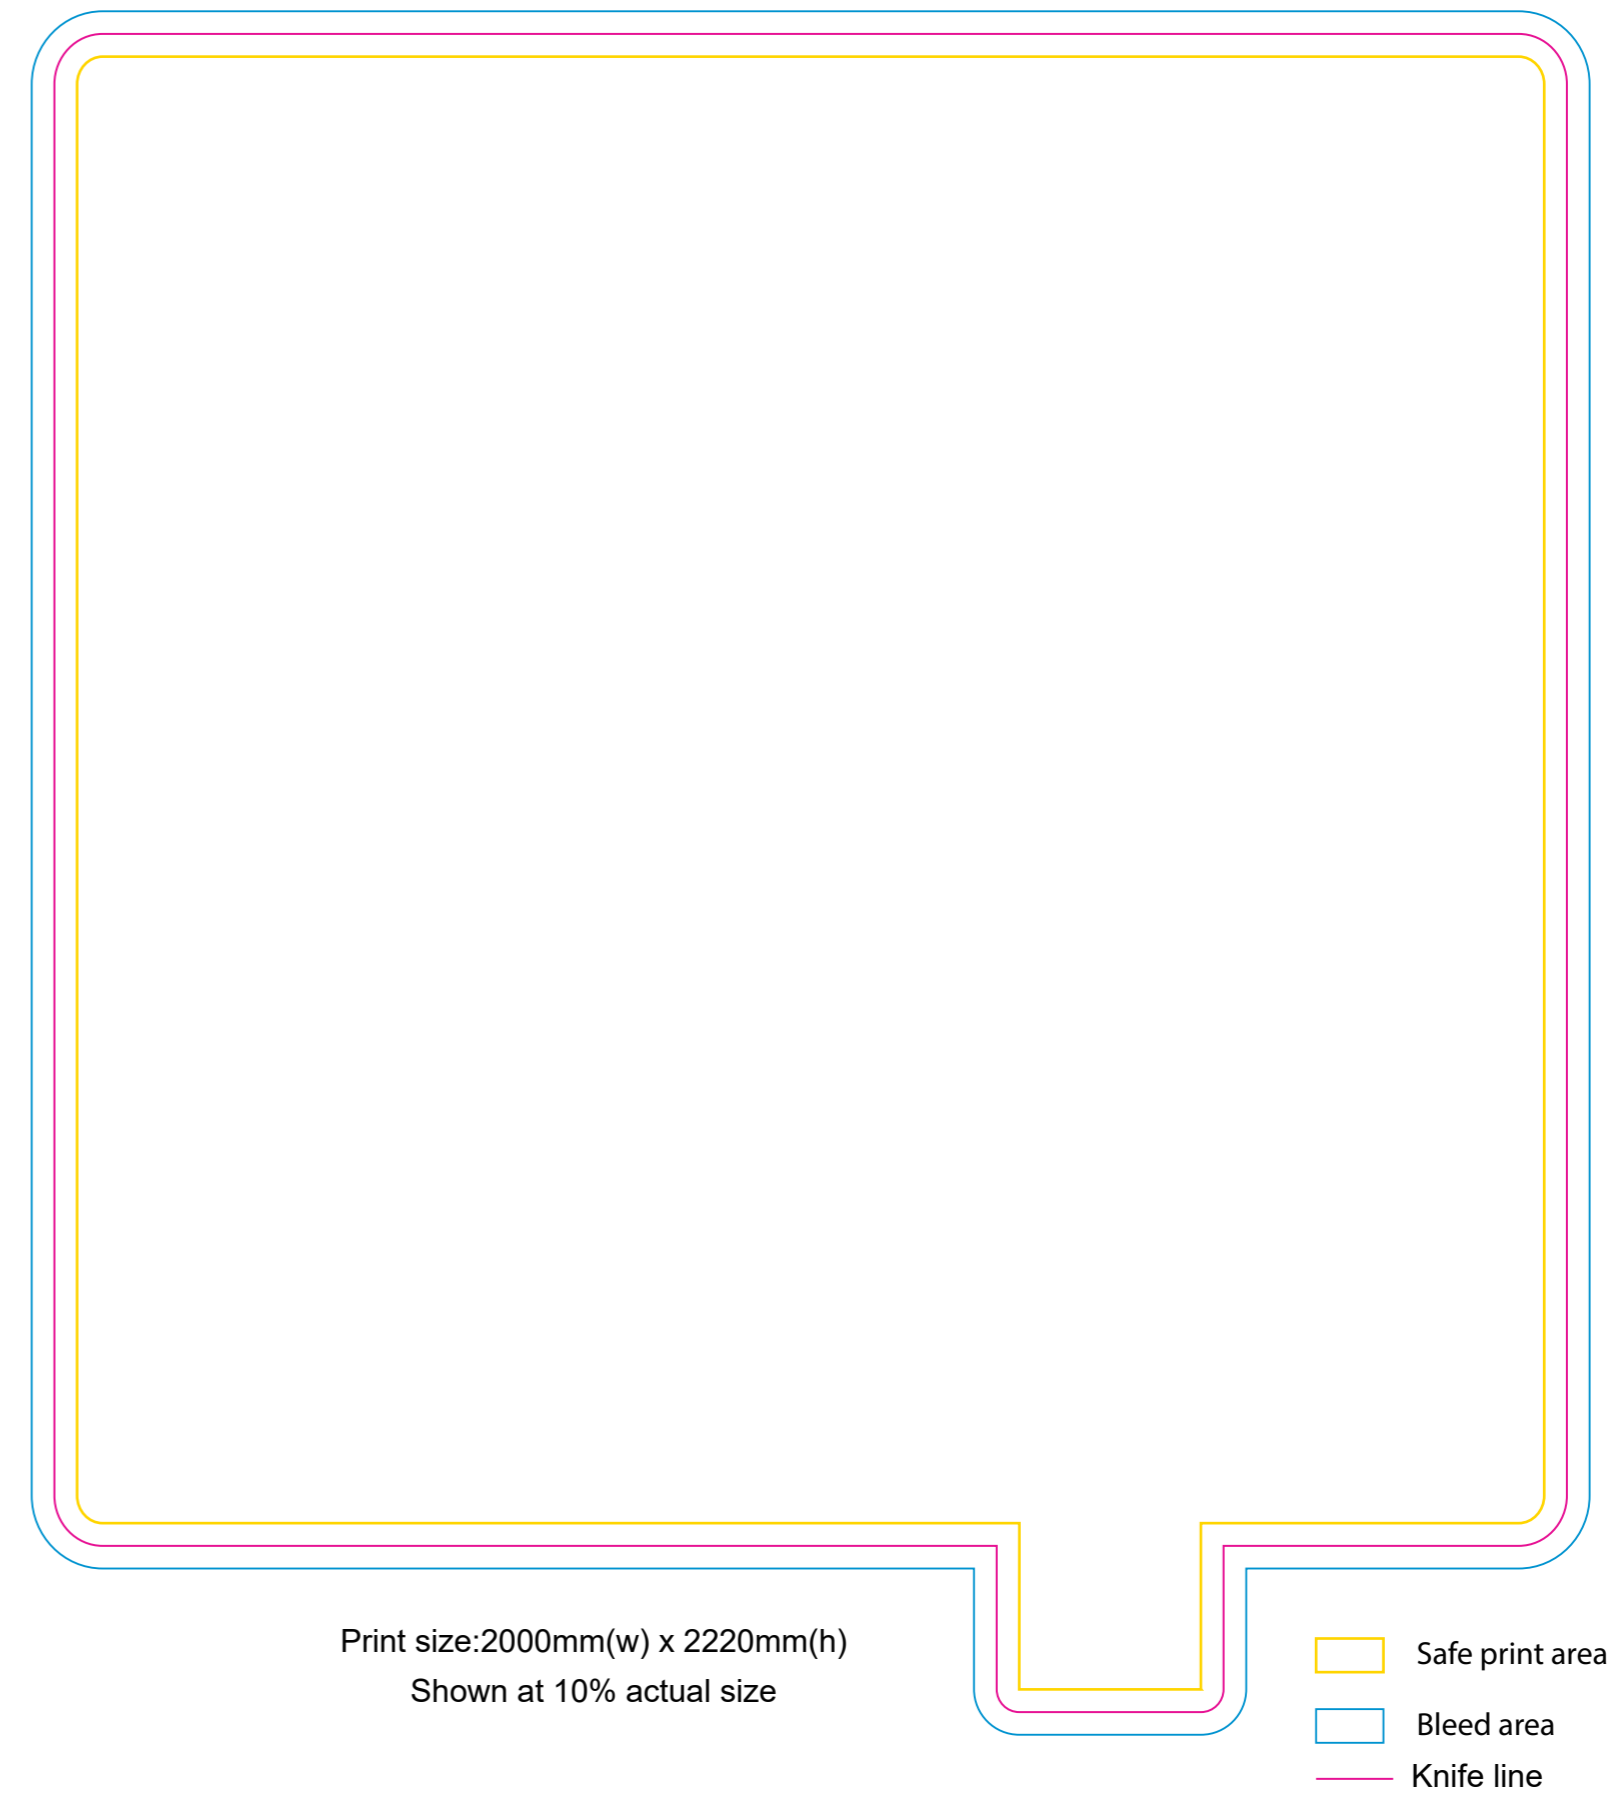 Print size:2000mm(w) x 2220mm(h)
Shown at 10% actual size
Safe print area
Bleed area
Knife line